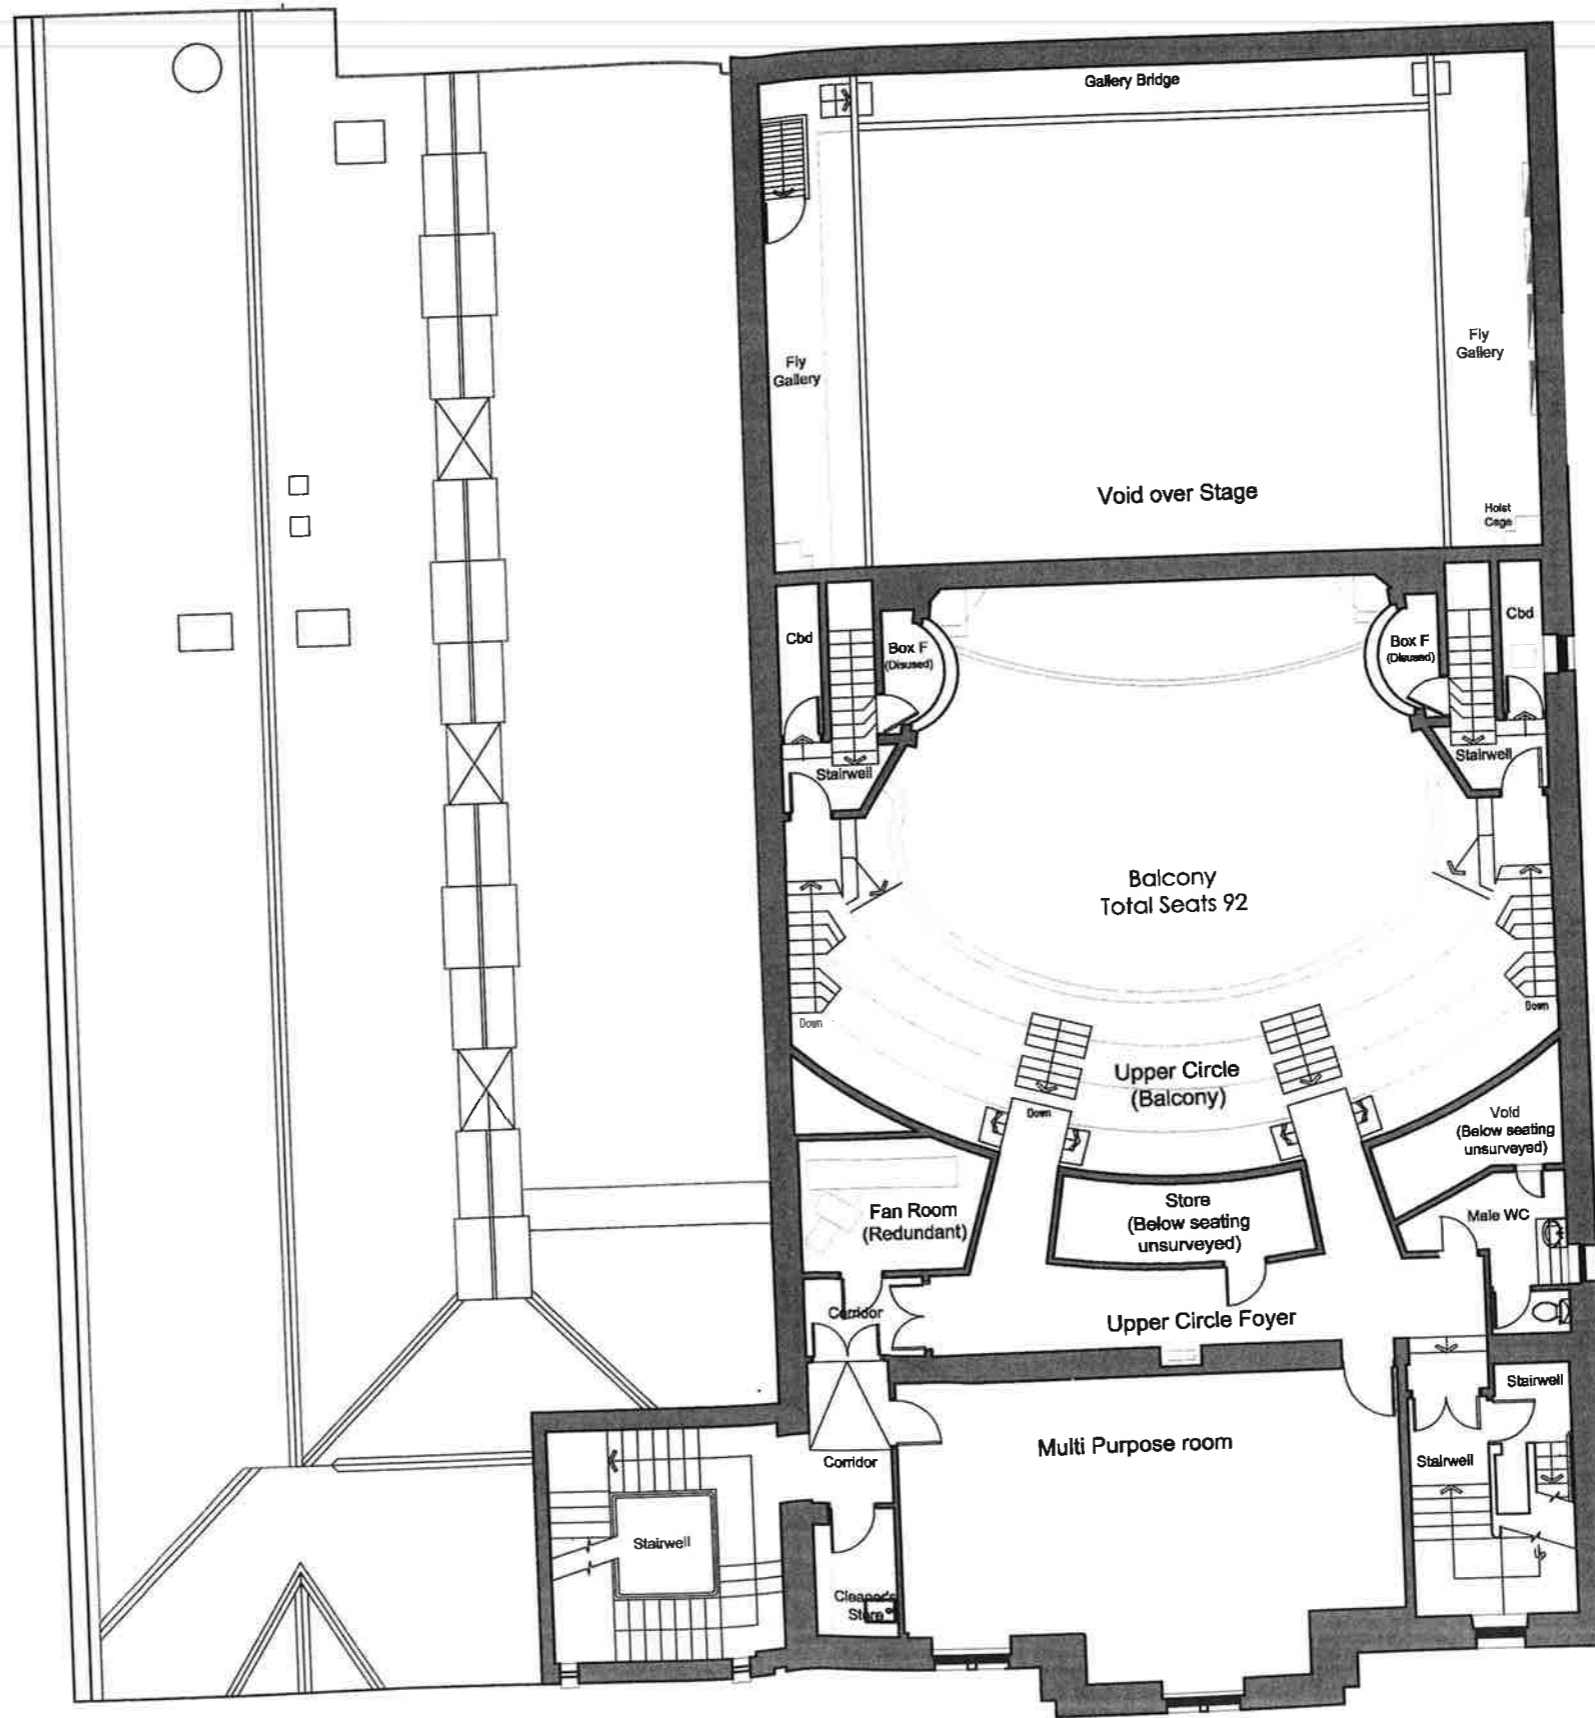 Gallery Bridge
Fly
Gallery
Fly
Gallery
Void over Stage
Hoist
Cage
Cbd
Box F
(Disused)
Box F
(Disused)
Cbd
Stairwell
Stairwell
Balcony
Total Seats 92
Down
Down
Upper Circle
(Balcony)
Down
Void
(Below seating
unsurveyed)
Fan Room
(Redundant)
Store
(Below seating
unsurveyed)
Male WC
Corridor
Upper Circle Foyer
Stairwell
Multi Purpose room
Corridor
Stairwell
Stairwell
Up
Cleaner's
Store